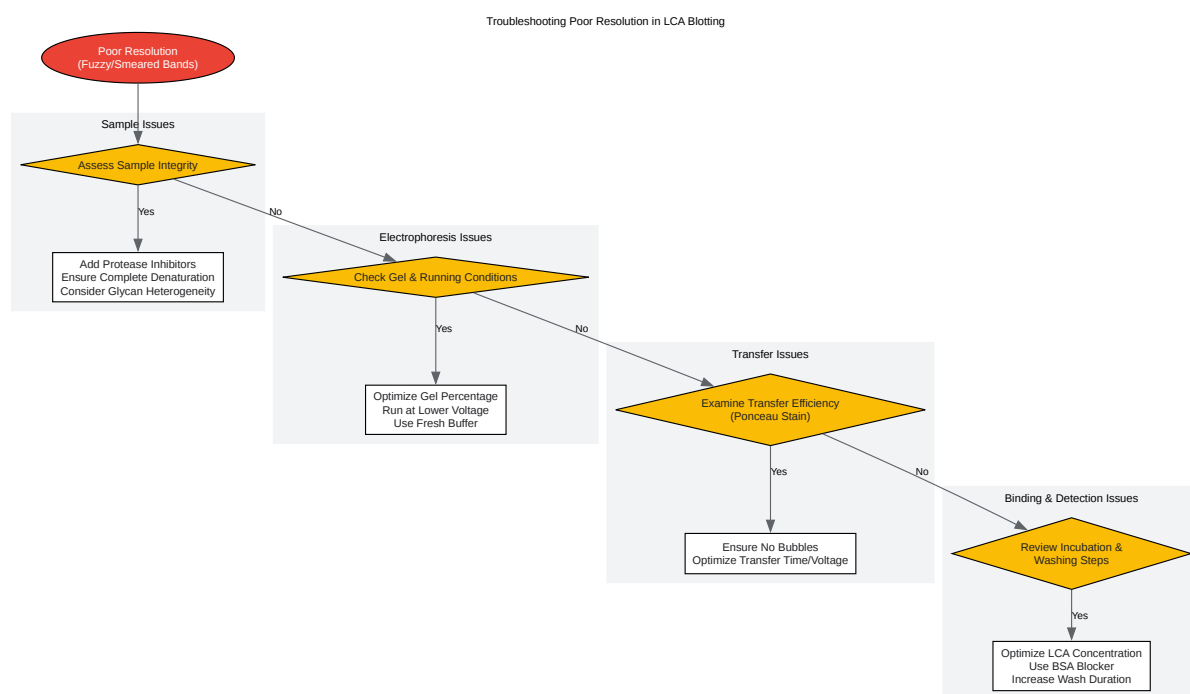 Troubleshooting Poor Resolution in LCA Blotting
Poor Resolution
(Fuzzy/Smeared Bands)
Sample Issues
Assess Sample Integrity
Yes
No
Add Protease Inhibitors
Ensure Complete Denaturation
Consider Glycan Heterogeneity
Electrophoresis Issues
Check Gel & Running Conditions
Yes
No
Optimize Gel Percentage
Run at Lower Voltage
Use Fresh Buffer
Transfer Issues
Examine Transfer Efficiency
(Ponceau Stain)
Yes
No
Ensure No Bubbles
Optimize Transfer Time/Voltage
Binding & Detection Issues
Review Incubation &
Washing Steps
Yes
Optimize LCA Concentration
Use BSA Blocker
Increase Wash Duration